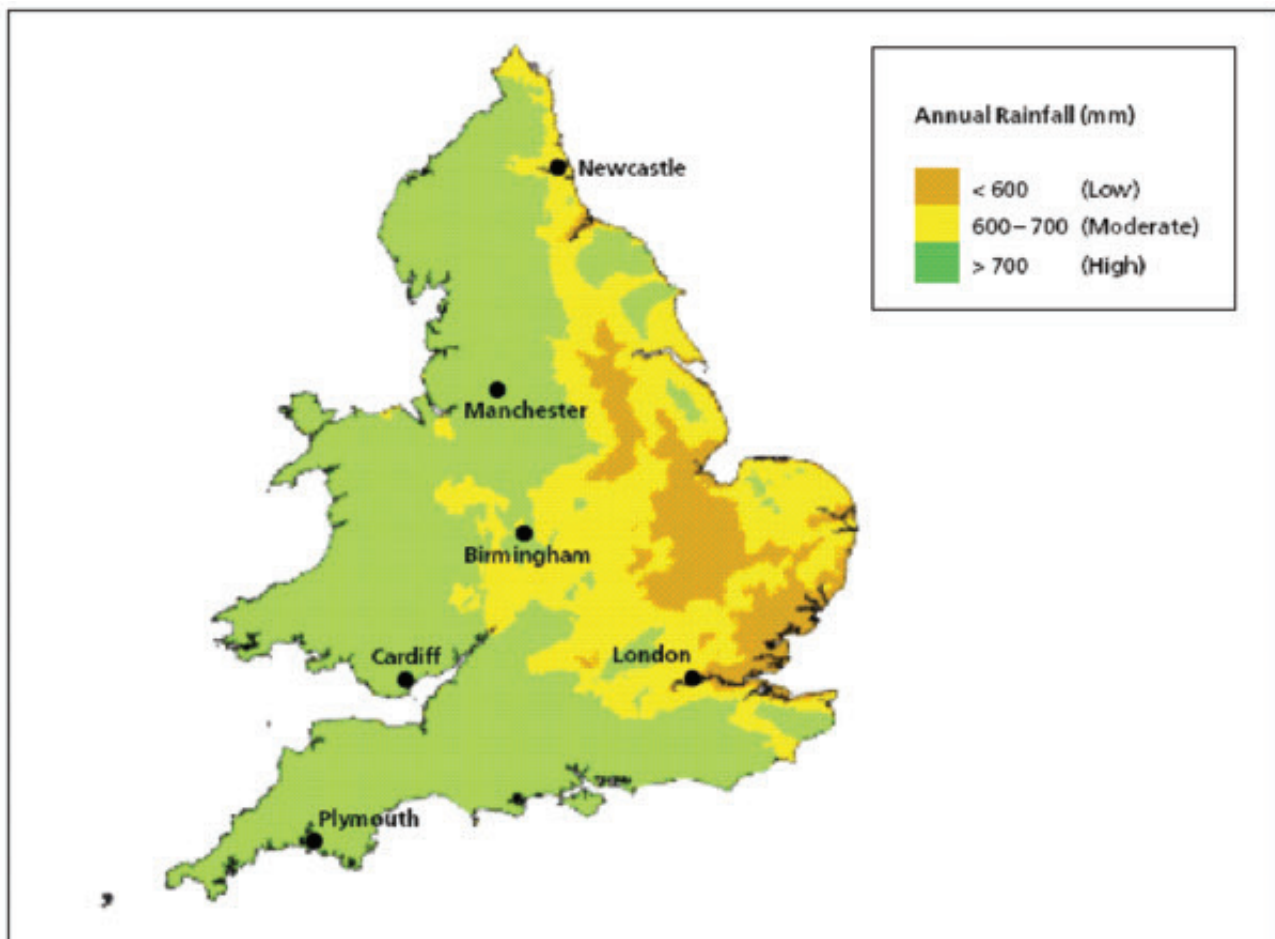 Annual Rainfall (mm)
< 600 (Low)
600–700 (Moderate)
> 700 (High)
Newcastle
Manchester
Birmingham
Cardiff
London
Plymouth